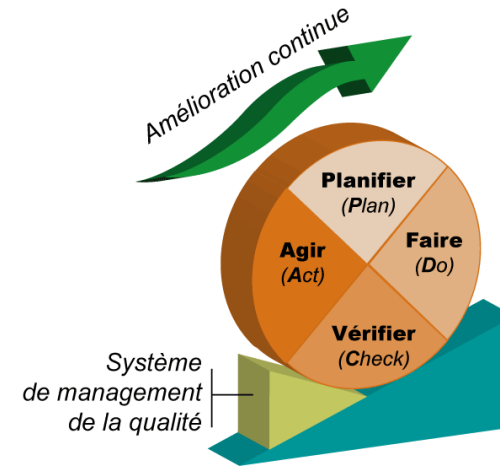 Amélioration continue
Planifier
(Plan)
Faire
(Do)
Agir
(Act)
Vérifier
(Check)
Système
de management
de la qualité